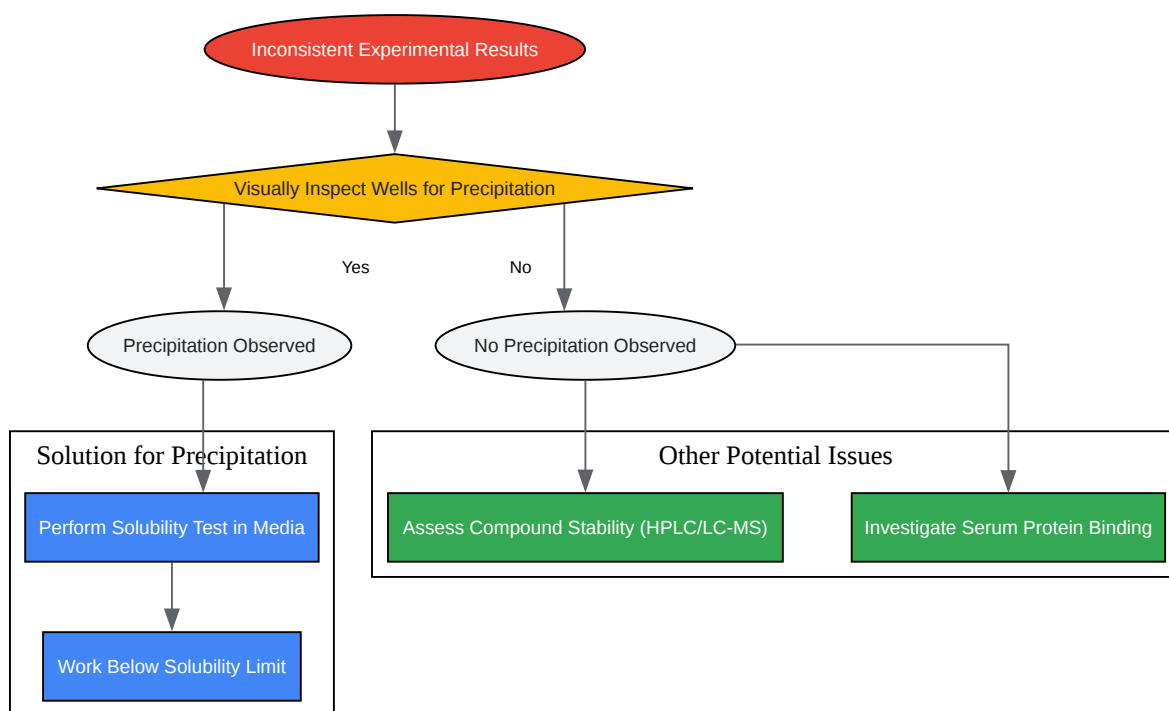 Inconsistent Experimental Results
Visually Inspect Wells for Precipitation
Yes
No
Precipitation Observed
No Precipitation Observed
Solution for Precipitation
Other Potential Issues
Perform Solubility Test in Media
Assess Compound Stability (HPLC/LC-MS)
Investigate Serum Protein Binding
Work Below Solubility Limit